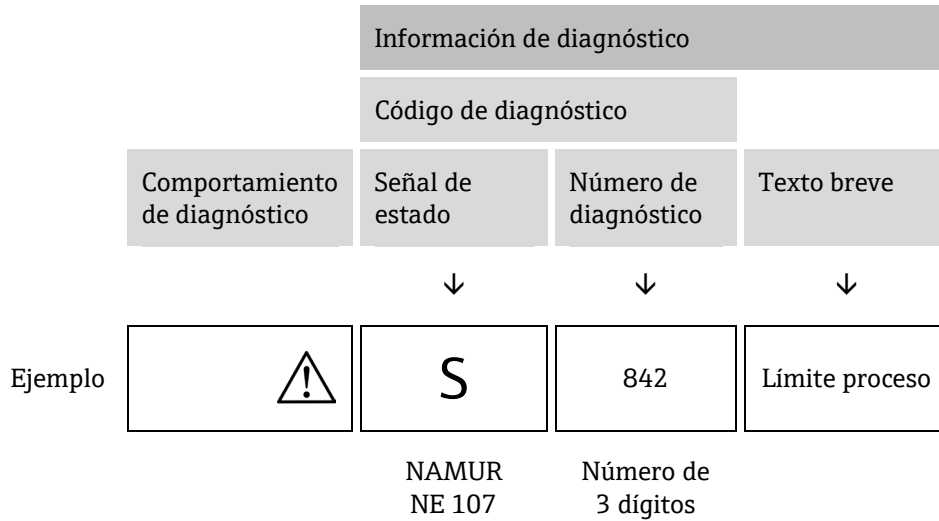 Información de diagnóstico
Código de diagnóstico
Comportamiento
de diagnóstico
Señal de
estado
Número de
diagnóstico
Texto breve
Ejemplo
S
842
Límite proceso
NAMUR
NE 107
Número de
3 dígitos